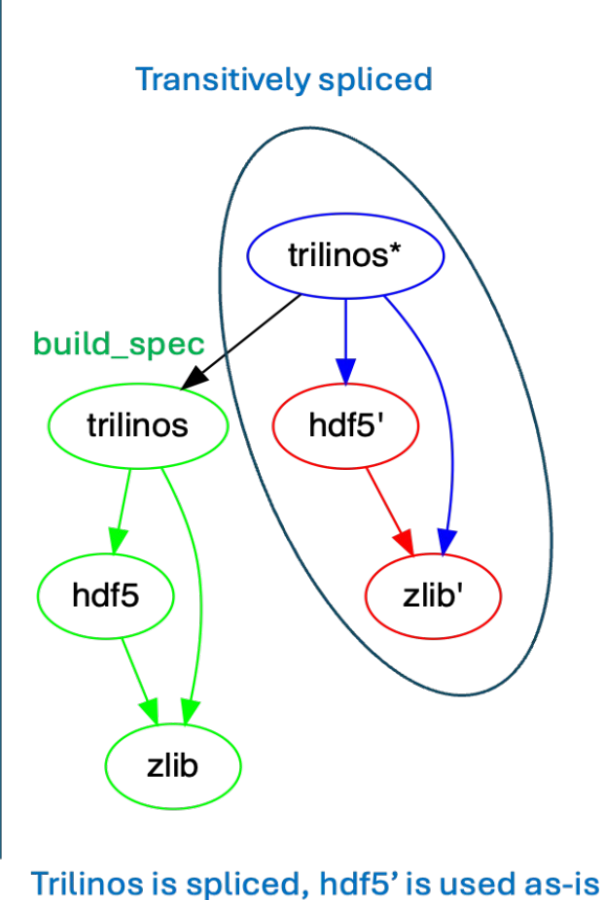 Transitively spliced
trilinos*
build_spec
trilinos
hdf5'
hdf5
zlib'
zlib
Trilinos is spliced, hdf5’ is used as-is